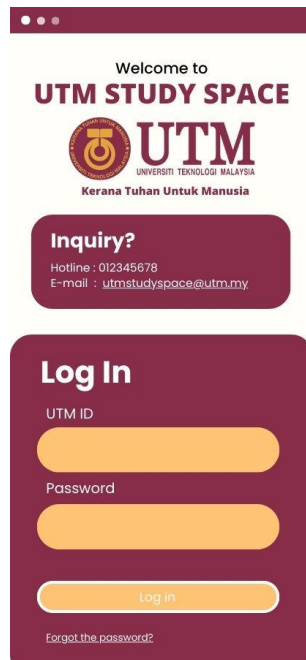 Welcome to
UTM STUDY SPACE
UTM
UNIVERSITI TEKNOLOGI MALAYSIA
Kerana Tuhan Untuk Manusia
Inquiry?
Hotline : 012345678
E-mail : utmstudyspace@utm.my
Log In
UTM ID
Password
Log in
Forgot the password?